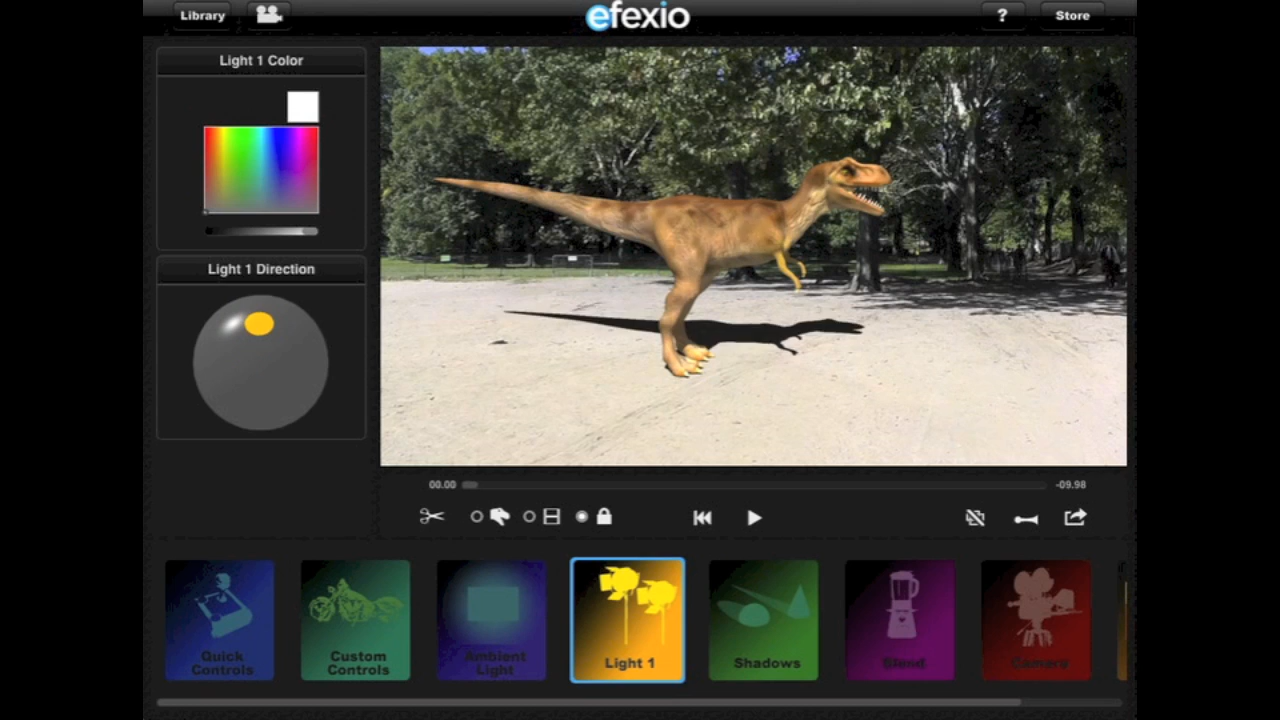 Library
efexio
?
Store
Light 1 Color
Light 1 Direction
00.00
-09.98
Quick
Controls
Custom
Controls
Ambient
Light
Light 1
Shadows
Blend
Camera